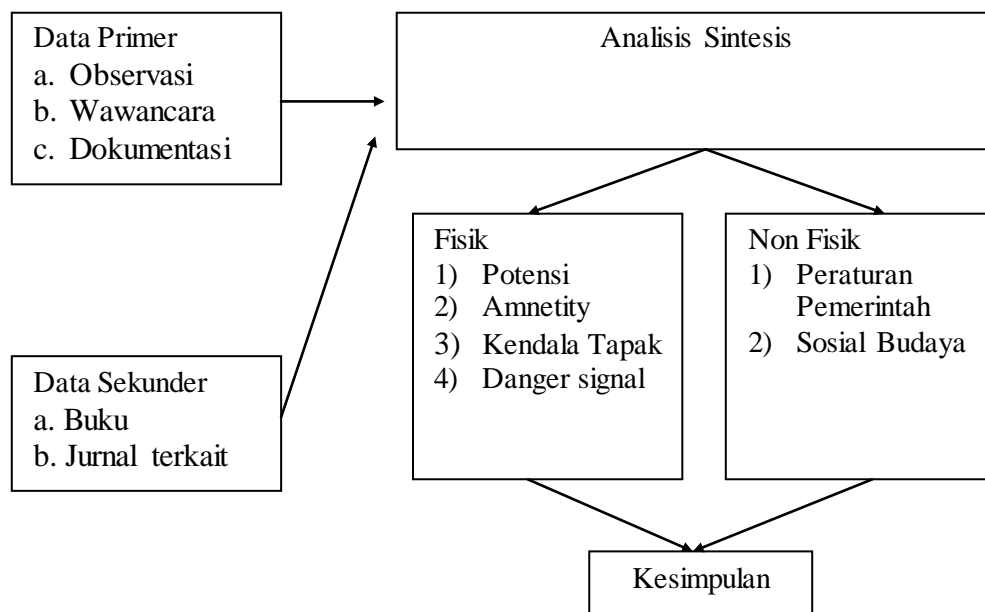 Data Primer
a. Observasi
b. Wawancara
c. Dokumentasi
Analisis Sintesis
Data Sekunder
a. Buku
b. Jurnal terkait
Fisik
1) Potensi
2) Amnetity
3) Kendala Tapak
4) Danger signal
Non Fisik
1) Peraturan
Pemerintah
2) Sosial Budaya
Kesimpulan